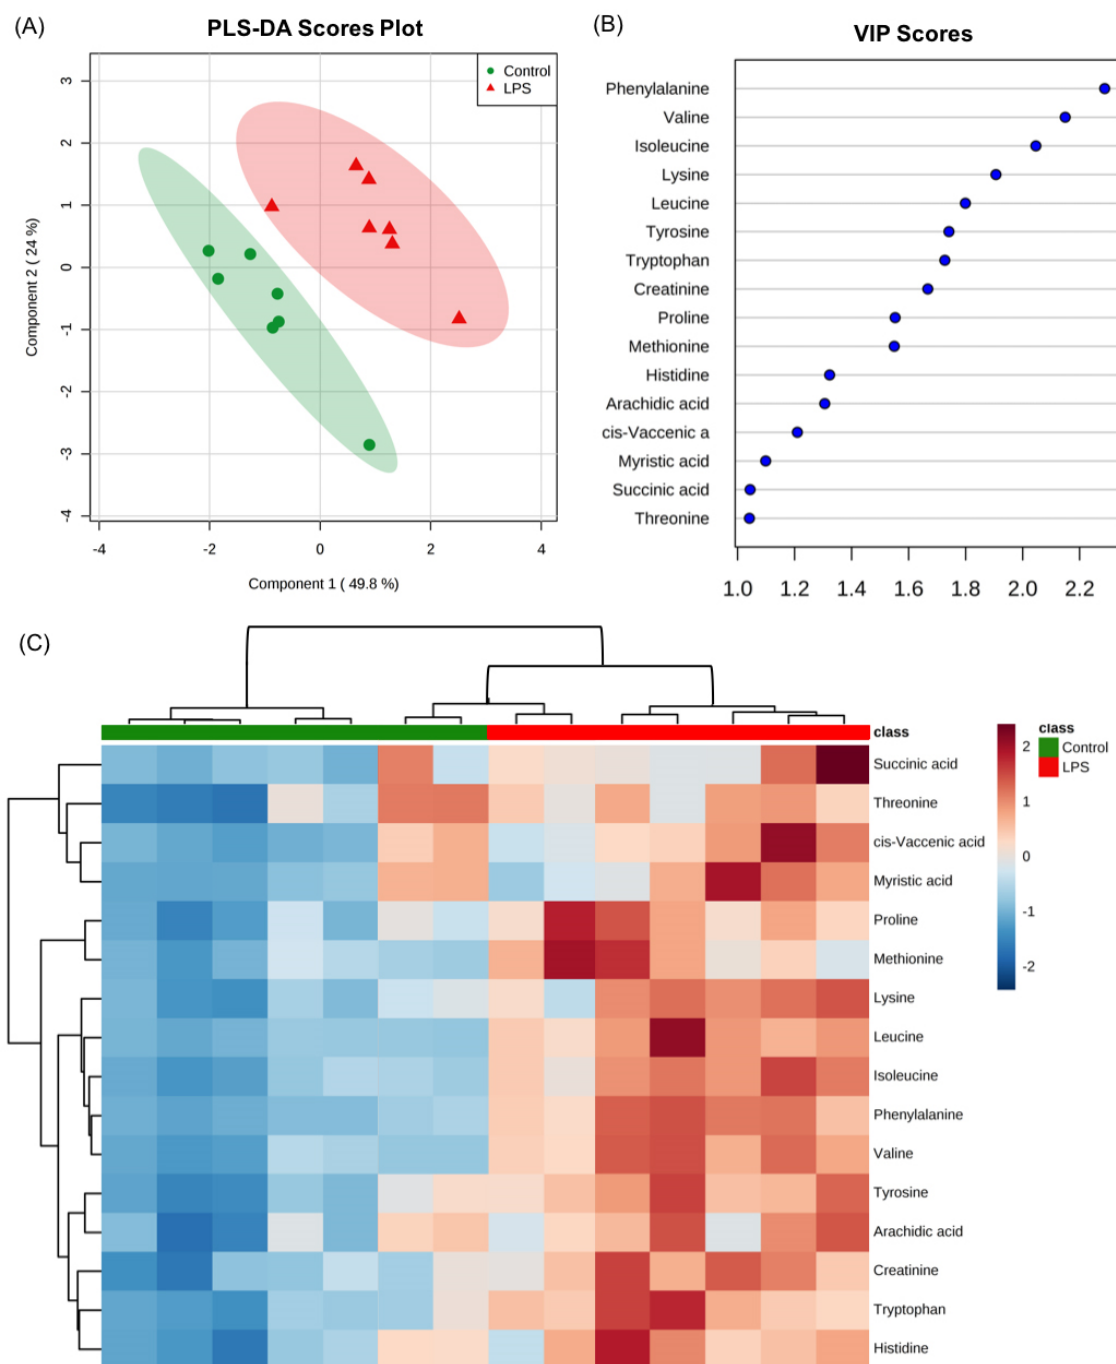 (A)
PLS-DA Scores Plot
Control
LPS
3
2
1
0
-1
-2
-3
-4
Component 2 ( 24 %)
-4 -2 0 2 4
Component 1 ( 49.8 %)
(B)
VIP Scores
Phenylalanine
Valine
Isoleucine
Lysine
Leucine
Tyrosine
Tryptophan
Creatinine
Proline
Methionine
Histidine
Arachidic acid
cis-Vaccenic a
Myristic acid
Succinic acid
Threonine
1.0 1.2 1.4 1.6 1.8 2.0 2.2
(C)
class
Succinic acid
Threonine
cis-Vaccenic acid
Myristic acid
Proline
Methionine
Lysine
Leucine
Isoleucine
Phenylalanine
Valine
Tyrosine
Arachidic acid
Creatinine
Tryptophan
Histidine
2
1
0
-1
-2
class
Control
LPS